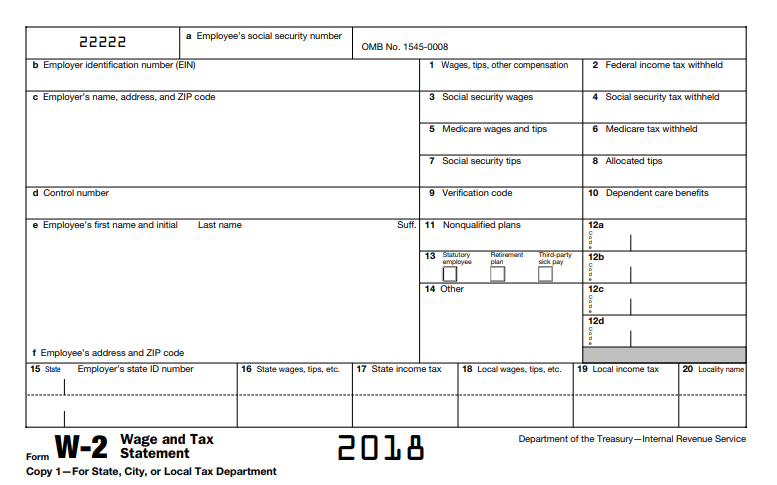 22222
a Employee's social security number
OMB No. 1545-0008
b Employer identification number (EIN)
1 Wages, tips, other compensation
2 Federal income tax withheld
c Employer's name, address, and ZIP code
3 Social security wages
4 Social security tax withheld
5 Medicare wages and tips
6 Medicare tax withheld
7 Social security tips
8 Allocated tips
d Control number
9 Verification code
10 Dependent care benefits
e Employee's first name and initial
Last name
Suff.
11 Nonqualified plans
12a
Code
13
Statutory
employee
Retirement
plan
Third-party
sick pay
12b
Code
14 Other
12c
Code
12d
Code
f Employee's address and ZIP code
15 State
Employer's state ID number
16 State wages, tips, etc.
17 State income tax
18 Local wages, tips, etc.
19 Local income tax
20 Locality name
Form W-2 Wage and Tax
Statement
2018
Department of the Treasury—Internal Revenue Service
Copy 1—For State, City, or Local Tax Department